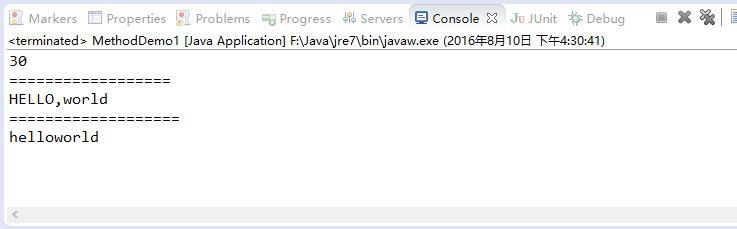 Markers Properties Problems Progress Servers Console Ju JUnit Debug
<terminated> MethodDemo1 [Java Application] F:\Java\jre7\bin\javaw.exe (2016年8月10日 下午4:30:41)
30
==================
HELLO,world
===================
helloworld